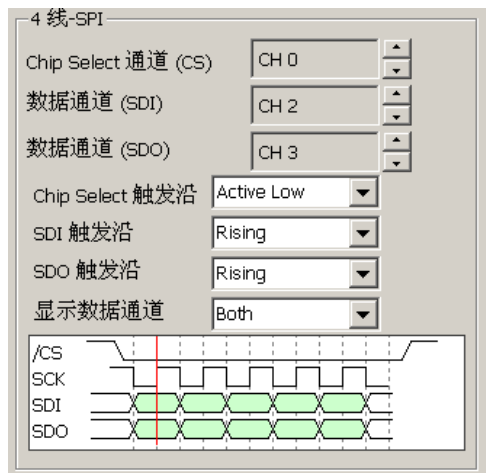 4 线-SPI
Chip Select 通道 (CS) CH 0
数据通道 (SDI) CH 2
数据通道 (SDO) CH 3
Chip Select 触发沿 Active Low
SDI 触发沿 Rising
SDO 触发沿 Rising
显示数据通道 Both
/CS
SCK
SDI
SDO